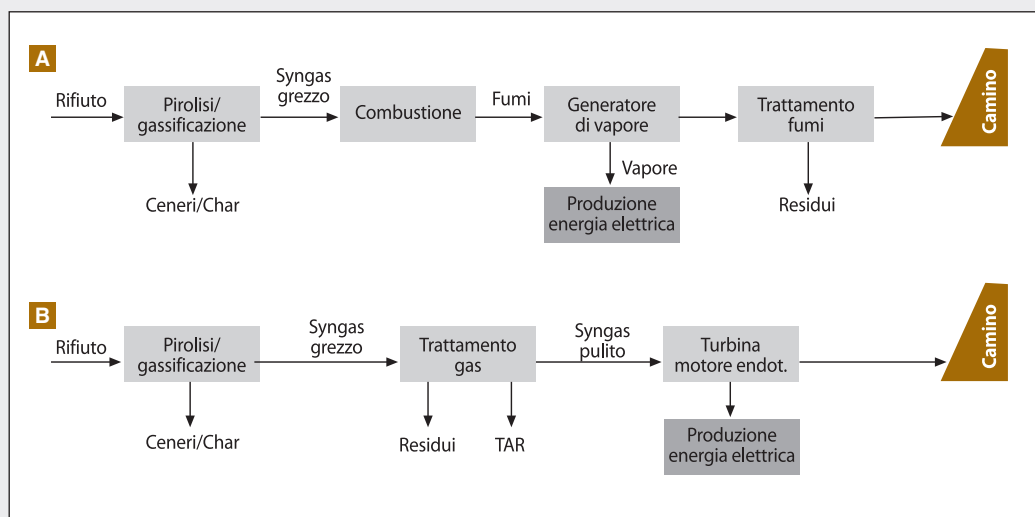 A
Rifiuto
Pirolisi/
gassificazione
Syngas
grezzo
Combustione
Fumi
Generatore
di vapore
Trattamento
fumi
Camino
Ceneri/Char
Vapore
Produzione
energia elettrica
Residui
B
Rifiuto
Pirolisi/
gassificazione
Syngas
grezzo
Trattamento
gas
Syngas
pulito
Turbina
motore endot.
Camino
Ceneri/Char
Residui
TAR
Produzione
energia elettrica